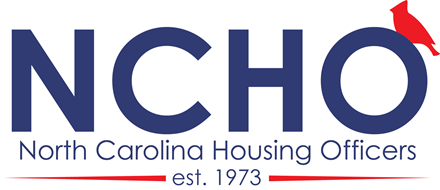 NCHO
North Carolina Housing Officers
est. 1973